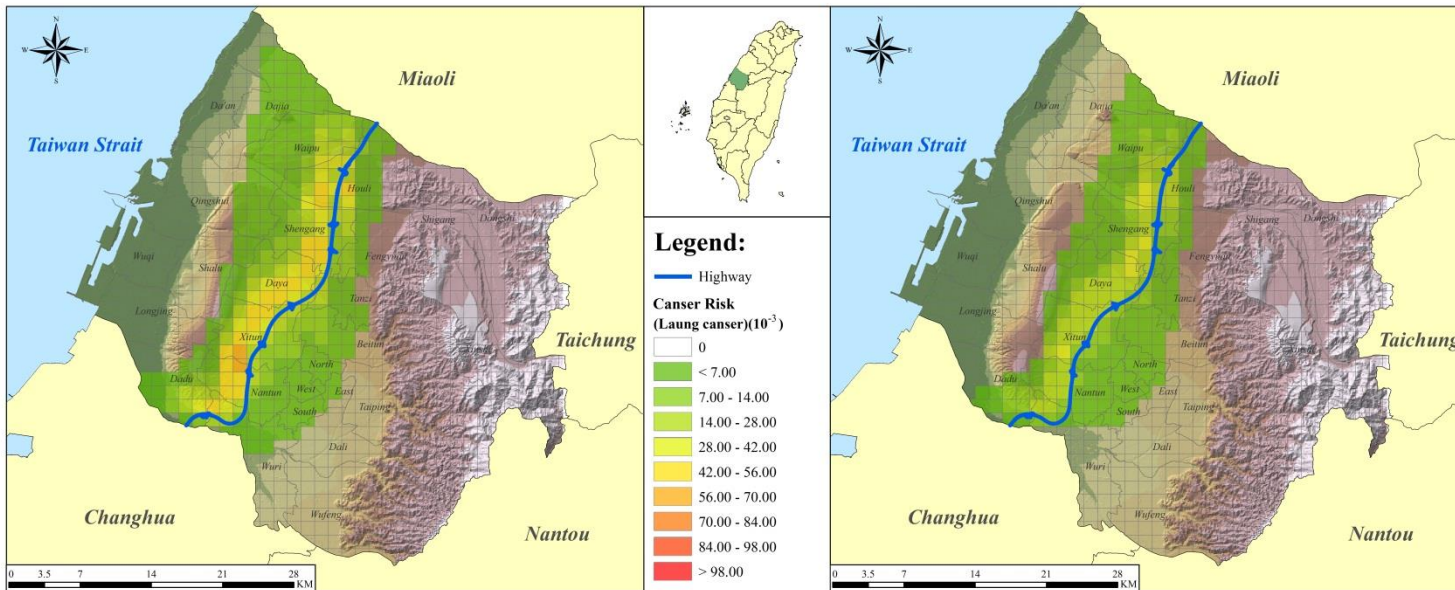 N
W E
S
Miaoli
Taiwan Strait
Da'an
Dajia
Waipu
Houli
Qingshui
Shigang
Dongshi
Shengang
Wuqi
Fengyuan
Shalu
Daya
Tanzi
Longjing
Xitun
Beitun
Taichung
North
Dadu
Nantun
West
East
South
Taiping
Dali
Wuri
Wufeng
Changhua
Nantou
0 3.5 7 14 21 28
KM
Legend:
Highway
Canser Risk
(Laung canser)(10-3)
0
< 7.00
7.00 - 14.00
14.00 - 28.00
28.00 - 42.00
42.00 - 56.00
56.00 - 70.00
70.00 - 84.00
84.00 - 98.00
> 98.00
N
W E
S
Miaoli
Taiwan Strait
Da'an
Dajia
Waipu
Houli
Qingshui
Shigang
Dongshi
Shengang
Wuqi
Fengyuan
Shalu
Daya
Tanzi
Longjing
Xitun
Beitun
Taichung
North
Dadu
Nantun
West
East
South
Taiping
Dali
Wuri
Wufeng
Changhua
Nantou
0 3.5 7 14 21 28
KM